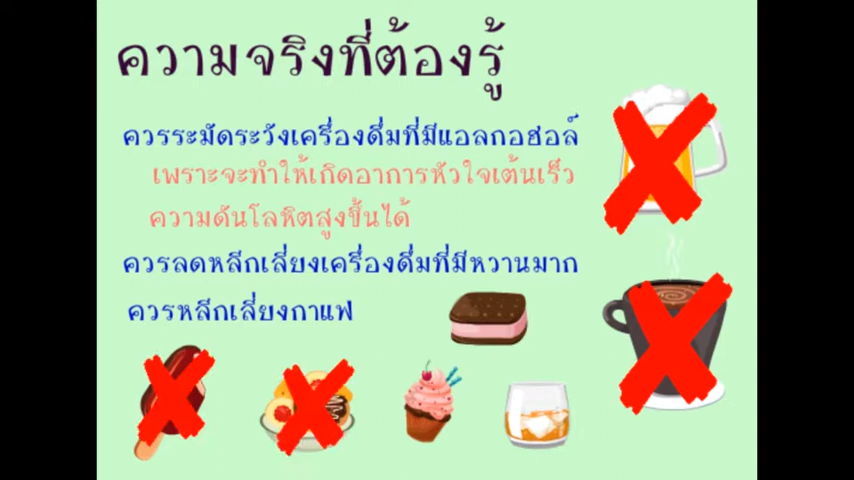 ความจริงที่ต้องรู้
ควรระมัดระวังเครื่องดื่มที่มีแอลกอฮอล์
เพราะจะทำให้เกิดอาการหัวใจเต้นเร็ว
ความดันโลหิตสูงขึ้นได้
ควรลดหลีกเลี่ยงเครื่องดื่มที่มีหวานมาก
ควรหลีกเลี่ยงกาแฟ